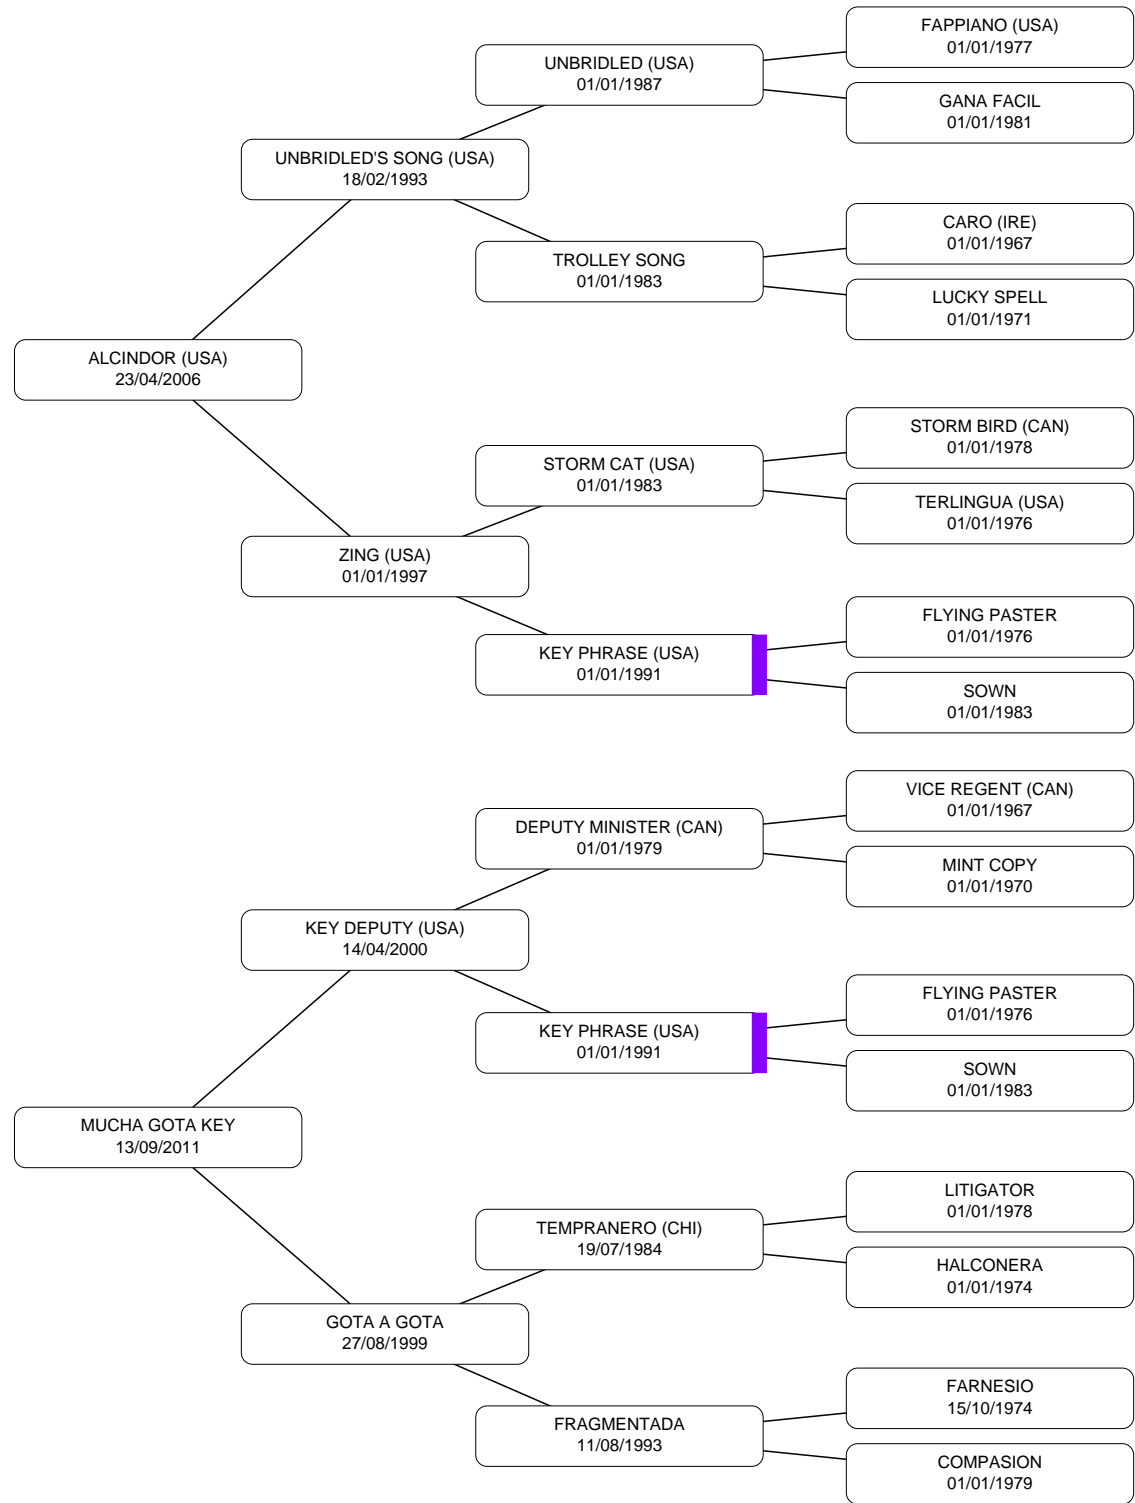 FAPPIANO (USA)
01/01/1977
UNBRIDLED (USA)
01/01/1987
GANA FACIL
01/01/1981
UNBRIDLED'S SONG (USA)
18/02/1993
CARO (IRE)
01/01/1967
TROLLEY SONG
01/01/1983
LUCKY SPELL
01/01/1971
ALCINDOR (USA)
23/04/2006
STORM BIRD (CAN)
01/01/1978
STORM CAT (USA)
01/01/1983
TERLINGUA (USA)
01/01/1976
ZING (USA)
01/01/1997
FLYING PASTER
01/01/1976
KEY PHRASE (USA)
01/01/1991
SOWN
01/01/1983
VICE REGENT (CAN)
01/01/1967
DEPUTY MINISTER (CAN)
01/01/1979
MINT COPY
01/01/1970
KEY DEPUTY (USA)
14/04/2000
FLYING PASTER
01/01/1976
KEY PHRASE (USA)
01/01/1991
SOWN
01/01/1983
MUCHA GOTA KEY
13/09/2011
LITIGATOR
01/01/1978
TEMPRANERO (CHI)
19/07/1984
HALCONERA
01/01/1974
GOTA A GOTA
27/08/1999
FARNESIO
15/10/1974
FRAGMENTADA
11/08/1993
COMPASION
01/01/1979